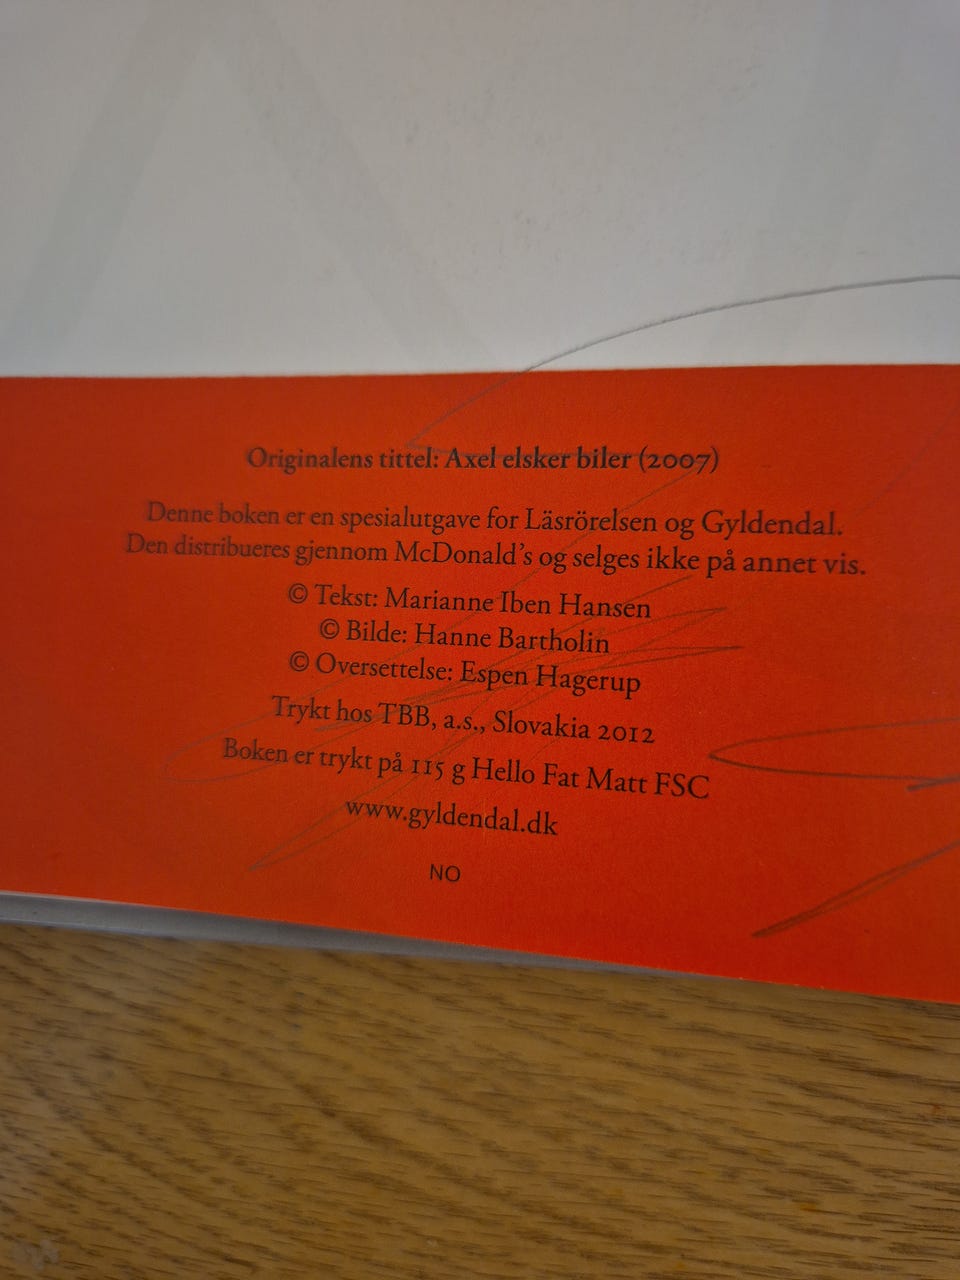 Originalens tittel: Axel elsker biler (2007)
Denne boken er en spesialutgave for Läsrörelsen og Gyldendal.
Den distribueres gjennom McDonald's og selges ikke på annet vis.
© Tekst: Marianne Iben Hansen
© Bilde: Hanne Bartholin
© Oversettelse: Espen Hagerup
Trykt hos TBB, a.s., Slovakia 2012
Boken er trykt på 115 g Hello Fat Matt FSC
www.gyldendal.dk
NO